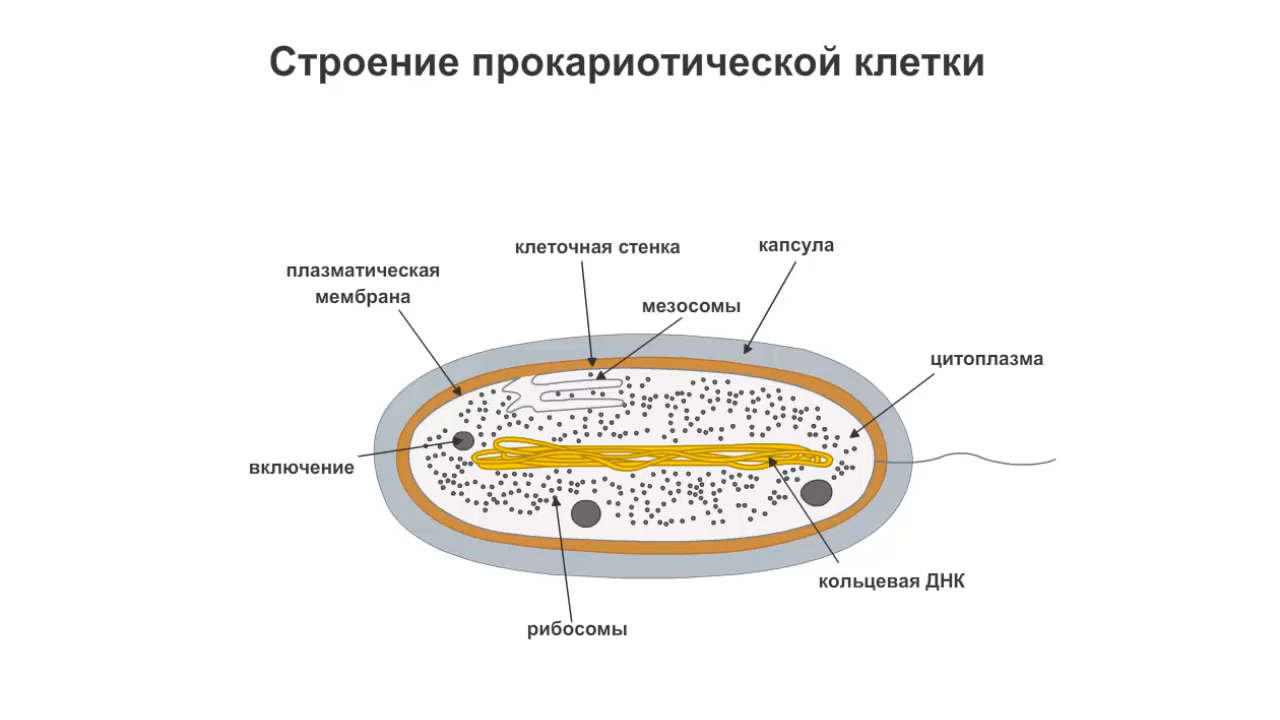 Строение прокариотической клетки
клеточная стенка
капсула
плазматическая
мембрана
мезосомы
цитоплазма
включение
кольцевая ДНК
рибосомы